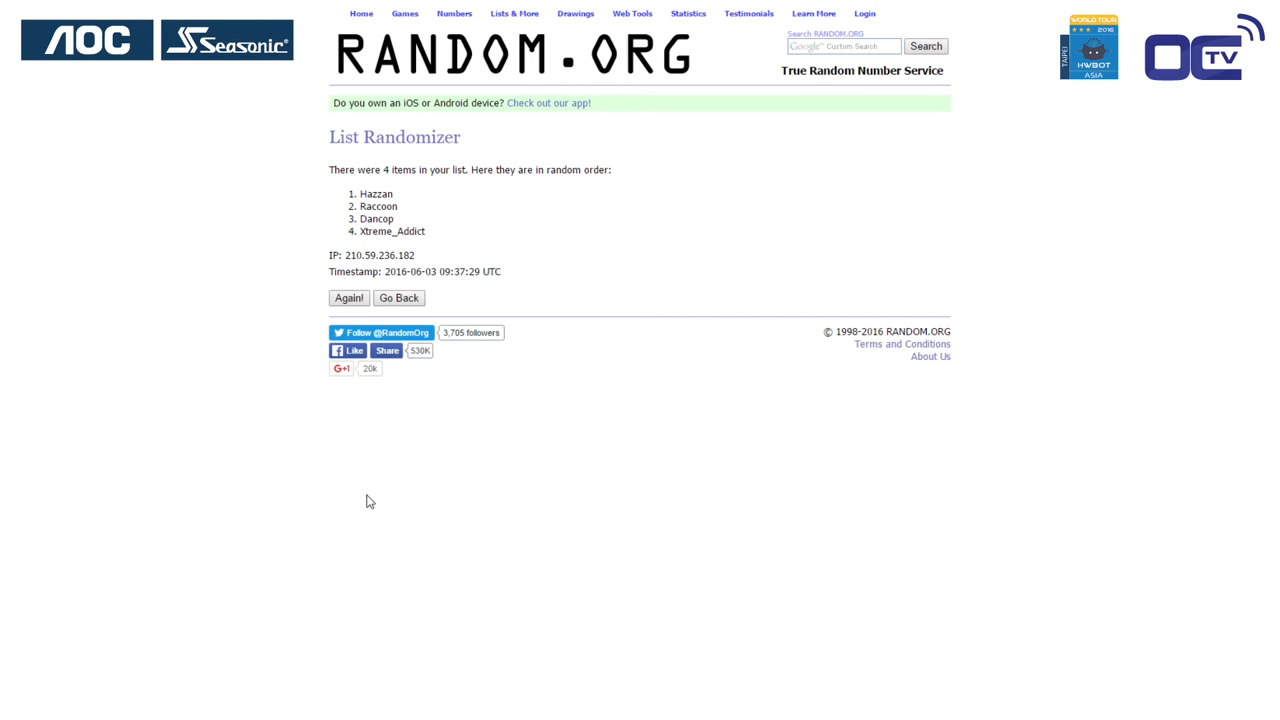 AOC
Seasonic®
Home Games Numbers Lists & More Drawings Web Tools Statistics Testimonials Learn More Login
RANDOM.ORG
Search RANDOM.ORG
Google™ Custom Search Search
True Random Number Service
WORLD TOUR
2016
TAIPEI
HWBOT
ASIA
OC TV
Do you own an iOS or Android device? Check out our app!
List Randomizer
There were 4 items in your list. Here they are in random order:
1. Hazzan
2. Raccoon
3. Dancop
4. Xtreme_Addict
IP: 210.59.236.182
Timestamp: 2016-06-03 09:37:29 UTC
Again! Go Back
Follow @RandomOrg 3,705 followers
Like Share 530K
G+1 20k
© 1998-2016 RANDOM.ORG
Terms and Conditions
About Us